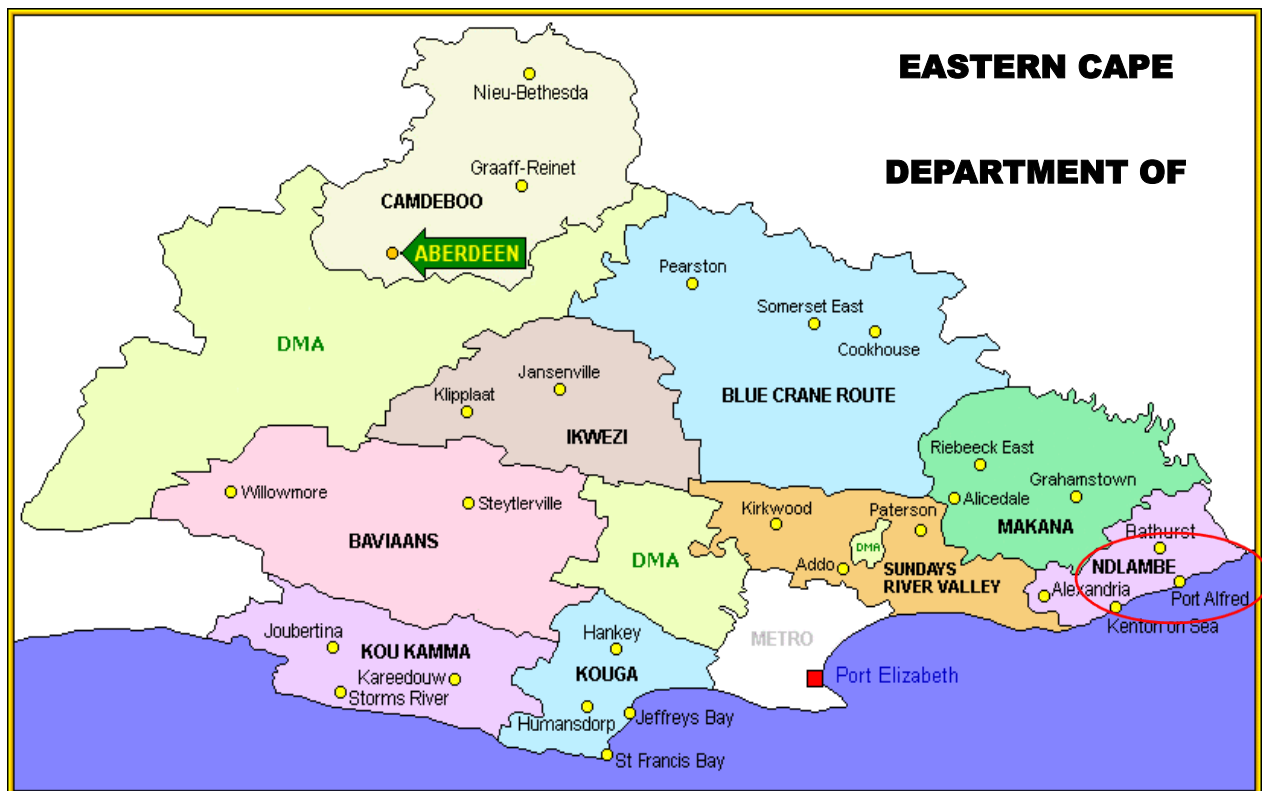 EASTERN CAPE
DEPARTMENT OF
Nieu-Bethesda
Graaff-Reinet
CAMDEBOO
ABERDEEN
Pearston
Somerset East
Cookhouse
DMA
Jansenville
Klipplaat
BLUE CRANE ROUTE
IKWEZI
Riebeeck East
Grahamstown
Willowmore
Steytlerville
Kirkwood
Paterson
Alicedale
MAKANA
BAVIAANS
DMA
DMA
Bathurst
Addo
SUNDAYS
RIVER VALLEY
NDLAMBE
Alexandria
Port Alfred
Kenton on Sea
Joubertina
KOU KAMMA
Hankey
METRO
Kareedouw
Storms River
KOUGA
Port Elizabeth
Humansdorp
Jeffreys Bay
St Francis Bay